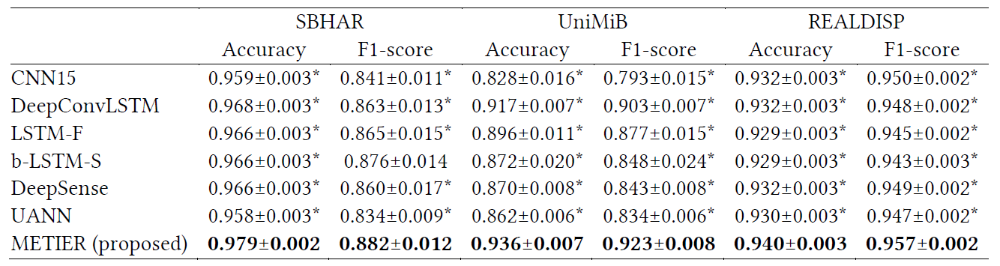 SBHAR UniMiB REALDISP
Accuracy F1-score Accuracy F1-score Accuracy F1-score
CNN15 0.959±0.003* 0.841±0.011* 0.828±0.016* 0.793±0.015* 0.932±0.003* 0.950±0.002*
DeepConvLSTM 0.968±0.003* 0.863±0.013* 0.917±0.007* 0.903±0.007* 0.932±0.003* 0.948±0.002*
LSTM-F 0.966±0.003* 0.865±0.015* 0.896±0.011* 0.877±0.015* 0.929±0.003* 0.945±0.002*
b-LSTM-S 0.966±0.003* 0.876±0.014 0.872±0.020* 0.848±0.024* 0.929±0.003* 0.943±0.003*
DeepSense 0.966±0.003* 0.860±0.017* 0.870±0.008* 0.843±0.008* 0.932±0.003* 0.949±0.002*
UANN 0.958±0.003* 0.834±0.009* 0.862±0.006* 0.834±0.006* 0.930±0.003* 0.947±0.002*
METIER (proposed) 0.979±0.002 0.882±0.012 0.936±0.007 0.923±0.008 0.940±0.003 0.957±0.002